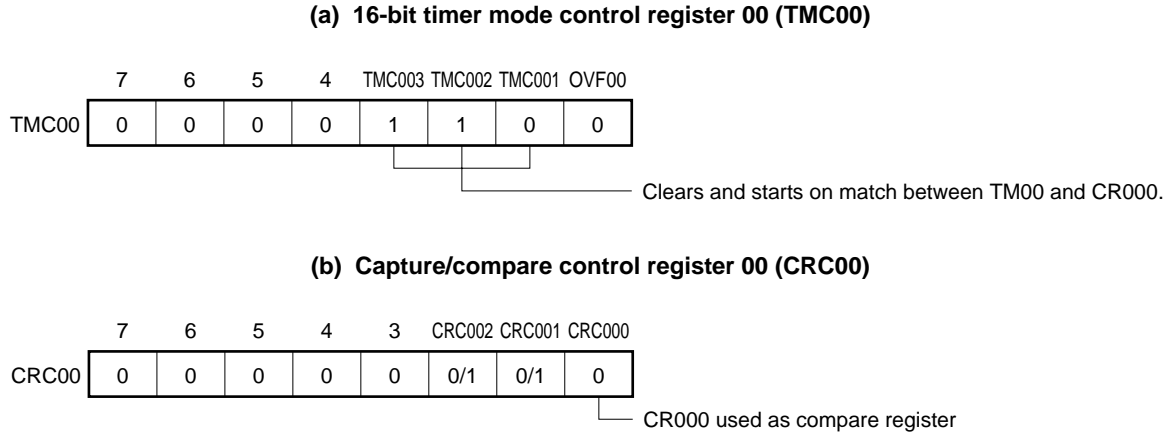 (a) 16-bit timer mode control register 00 (TMC00)
7 6 5 4 TMC003 TMC002 TMC001 OVF00
TMC00 0 0 0 0 1 1 0 0
Clears and starts on match between TM00 and CR000.
(b) Capture/compare control register 00 (CRC00)
7 6 5 4 3 CRC002 CRC001 CRC000
CRC00 0 0 0 0 0 0/1 0/1 0
CR000 used as compare register